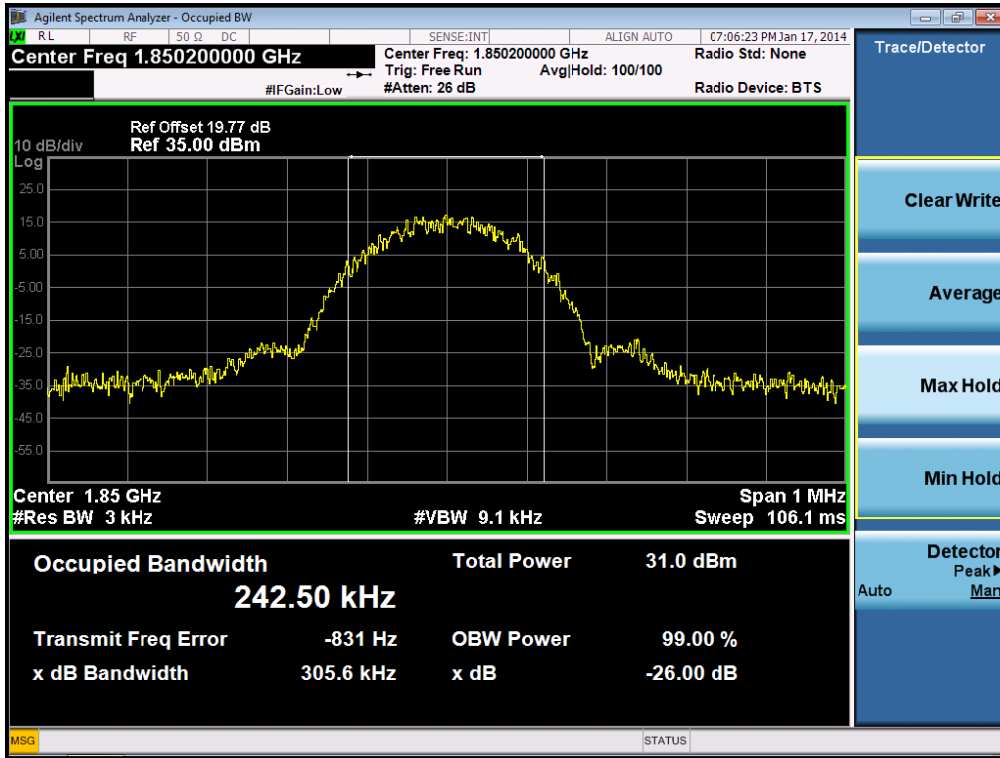 Agilent Spectrum Analyzer - Occupied BW
LXI RL RF 50 Ω DC SENSE:INT ALIGN AUTO 07:06:23 PM Jan 17, 2014
Center Freq 1.850200000 GHz
Center Freq: 1.850200000 GHz Radio Std: None
Trig: Free Run Avg|Hold: 100/100
#IFGain:Low #Atten: 26 dB Radio Device: BTS
Trace/Detector
Ref Offset 19.77 dB
10 dB/div Ref 35.00 dBm
Log
25.0
15.0
5.00
-5.00
-15.0
-25.0
-35.0
-45.0
-55.0
Center 1.85 GHz Span 1 MHz
#Res BW 3 kHz #VBW 9.1 kHz Sweep 106.1 ms
Occupied Bandwidth Total Power 31.0 dBm
242.50 kHz
Transmit Freq Error -831 Hz OBW Power 99.00 %
x dB Bandwidth 305.6 kHz x dB -26.00 dB
Clear Write
Average
Max Hold
Min Hold
Detector
Peak
Auto Man
MSG STATUS